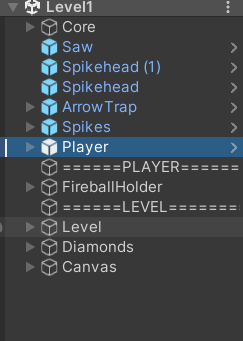 Level1
Core
Saw
Spikehead (1)
Spikehead
ArrowTrap
Spikes
Player
======PLAYER======
FireballHolder
======LEVEL=======
Level
Diamonds
Canvas